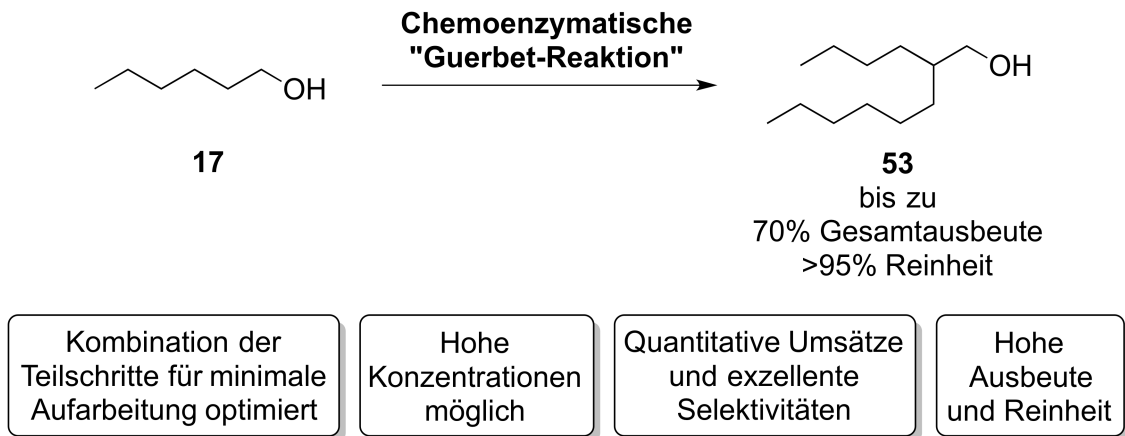 Chemoenzymatische
"Guerbet-Reaktion"
OH
OH
17
53
bis zu
70% Gesamtausbeute
>95% Reinheit
Kombination der
Teilschritte für minimale
Aufarbeitung optimiert
Hohe
Konzentrationen
möglich
Quantitative Umsätze
und exzellente
Selektivitäten
Hohe
Ausbeute
und Reinheit